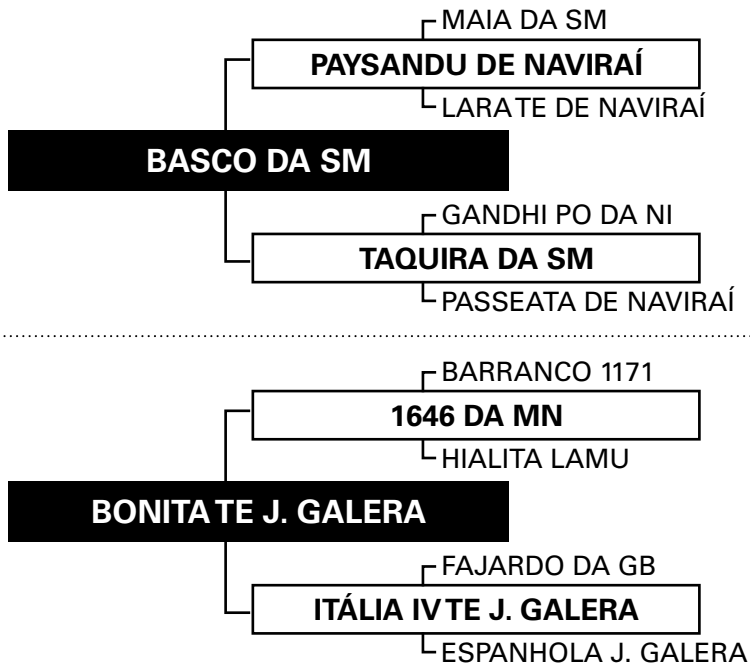 MAIA DA SM
PAYSANDU DE NAVIRAÍ
LARA TE DE NAVIRAÍ
BASCO DA SM
GANDHI PO DA NI
TAQUIRA DA SM
PASSEATA DE NAVIRAÍ
BARRANCO 1171
1646 DA MN
HIALITA LAMU
BONITA TE J. GALERA
FAJARDO DA GB
ITÁLIA IV TE J. GALERA
ESPANHOLA J. GALERA